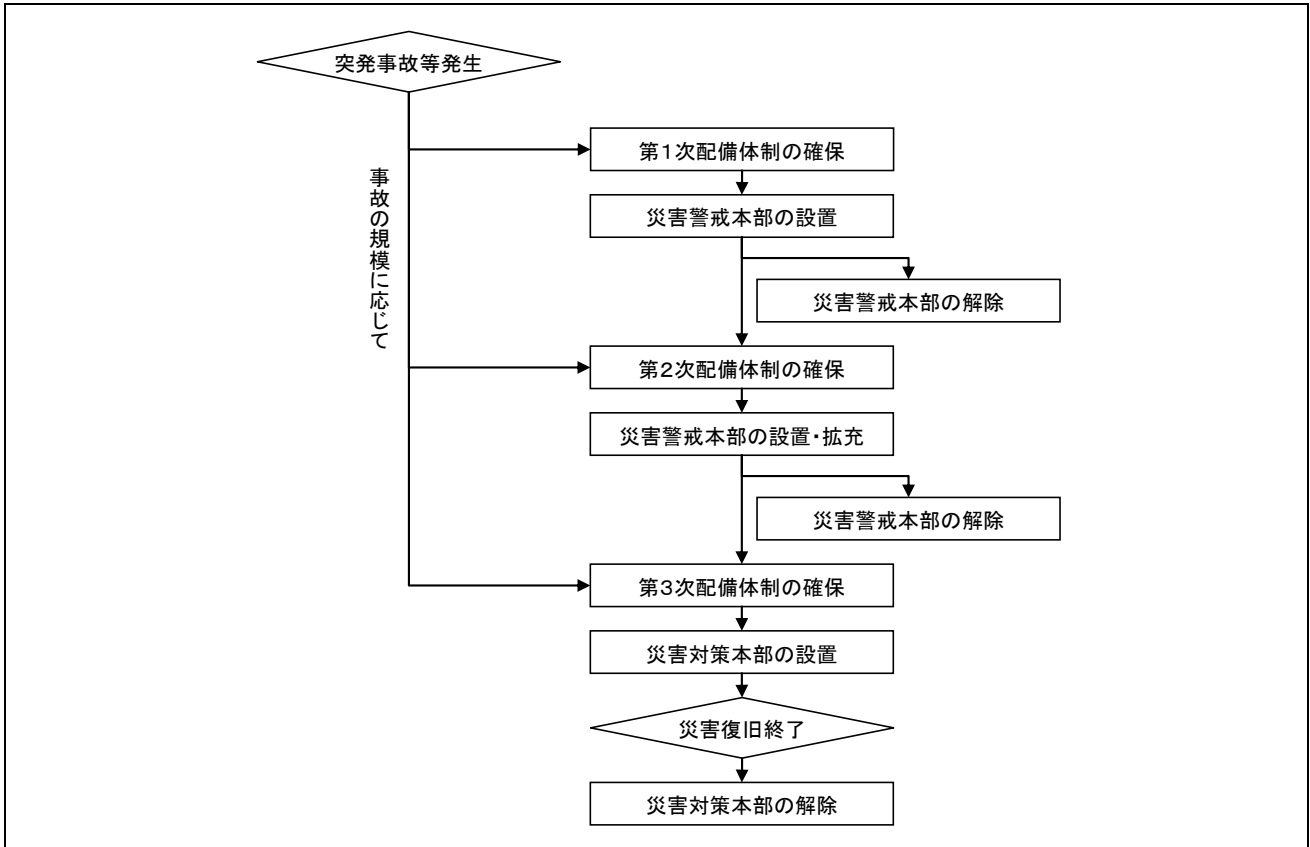 突発事故等発生
事故の規模に応じて
第1次配備体制の確保
災害警戒本部の設置
災害警戒本部の解除
第2次配備体制の確保
災害警戒本部の設置・拡充
災害警戒本部の解除
第3次配備体制の確保
災害対策本部の設置
災害復旧終了
災害対策本部の解除